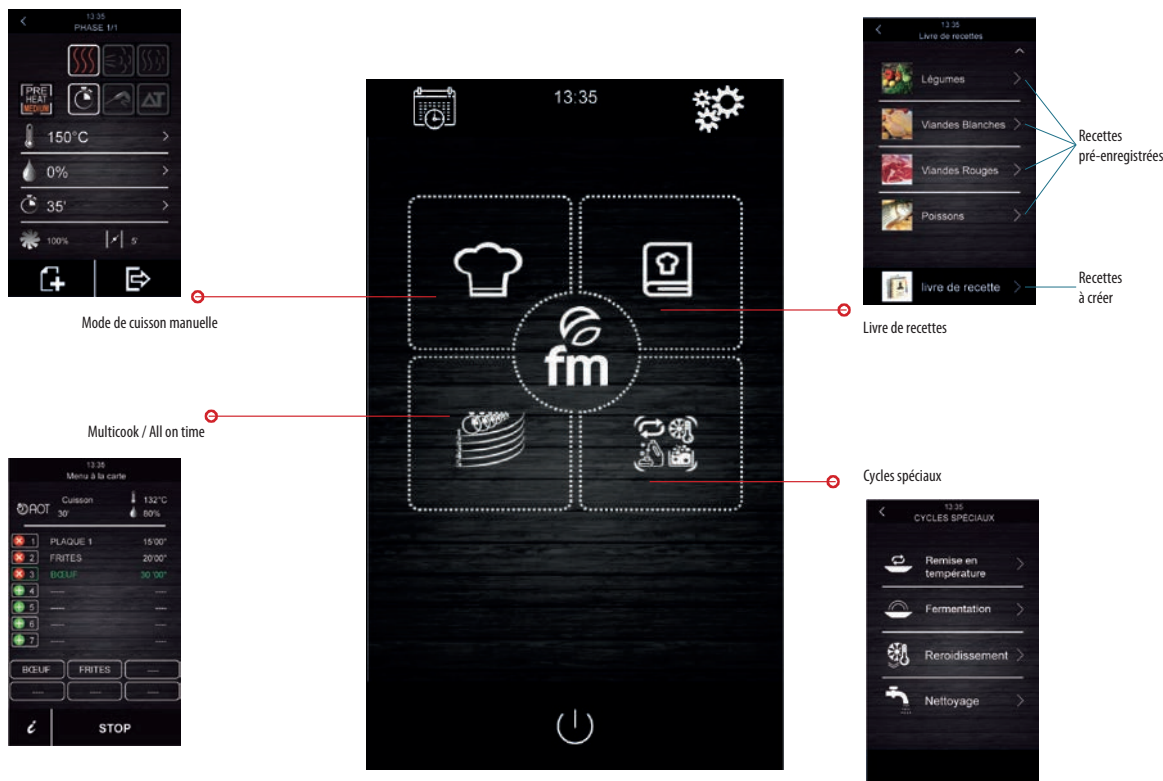 13:35
PHASE 1/1
PRE
HEAT
MEDIUM
ΔT
150°C
0%
35'
100%
5'
Mode de cuisson manuelle
Multicook / All on time
13:35
Menu à la carte
AOT
Cuisson
30'
132°C
80%
1 PLAQUE 1 15'00"
2 FRITES 20'00"
3 BŒUF 30 '00"
4 ---- ----
5 ---- ----
6 ---- ----
7 ---- ----
BŒUF FRITES ----
---- ---- ----
i STOP
13:35
fm
13:35
Livre de recettes
Légumes
Viandes Blanches
Viandes Rouges
Poissons
livre de recette
Recettes
pré-enregistrées
Recettes
à créer
Livre de recettes
Cycles spéciaux
13:35
CYCLES SPÉCIAUX
Remise en
température
Fermentation
Reroidissement
Nettoyage